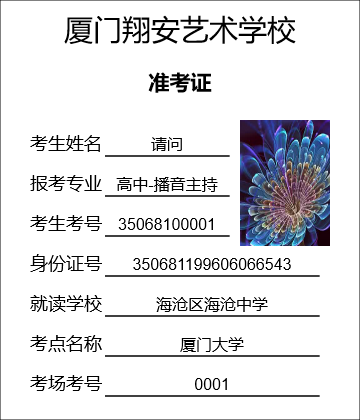 厦门翔安艺术学校
准考证
考生姓名 请问
报考专业 高中-播音主持
考生考号 35068100001
身份证号 350681199606066543
就读学校 海沧区海沧中学
考点名称 厦门大学
考场考号 0001